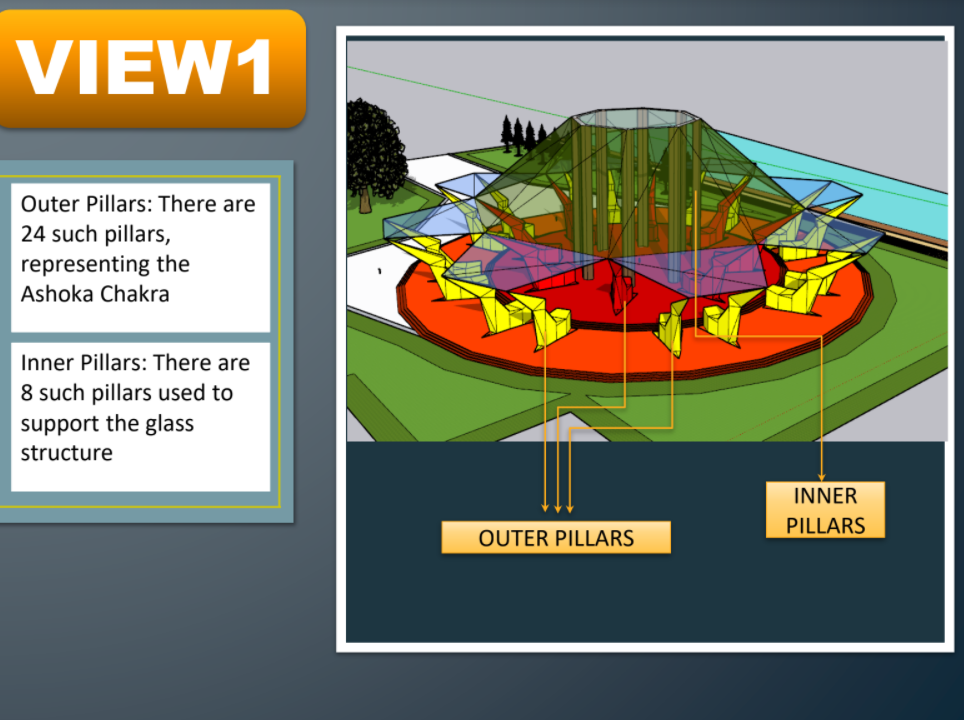 VIEW1
Outer Pillars: There are
24 such pillars,
representing the
Ashoka Chakra
Inner Pillars: There are
8 such pillars used to
support the glass
structure
OUTER PILLARS
INNER
PILLARS